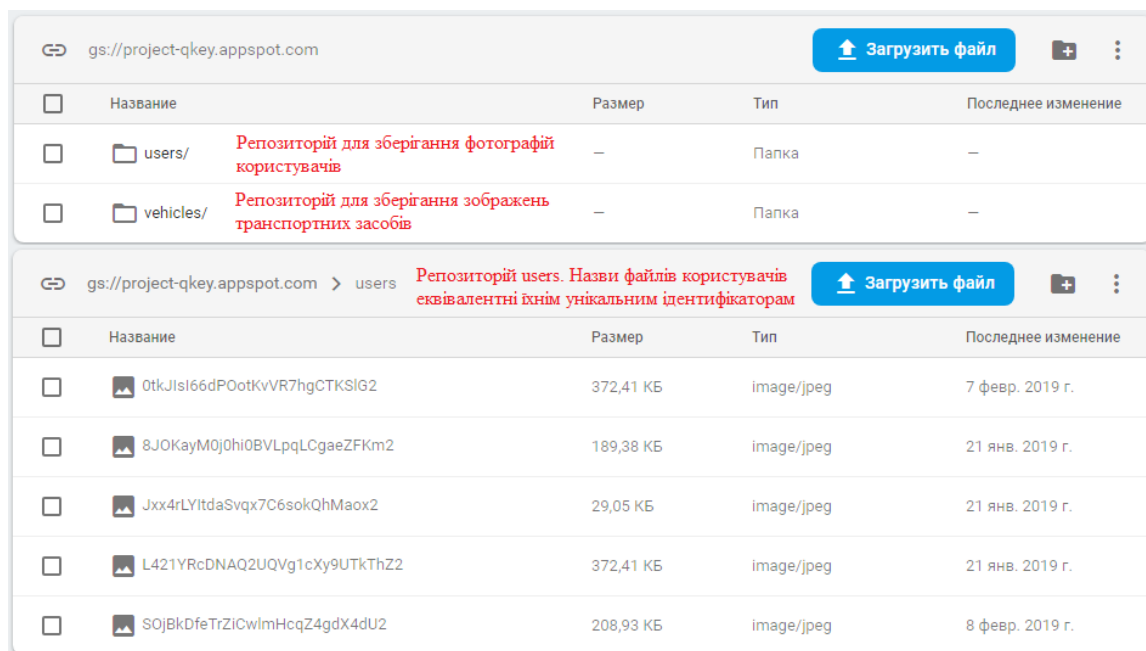 gs://project-qkey.appspot.com Загрузить файл
Название Размер Тип Последнее изменение
users/ Репозиторій для зберігання фотографій — Папка —
користувачів
vehicles/ Репозиторій для зберігання зображень — Папка —
транспортних засобів
gs://project-qkey.appspot.com > users Репозиторій users. Назви файлів користувачів Загрузить файл
еквівалентні їхнім унікальним ідентифікаторам
Название Размер Тип Последнее изменение
0tkJIsI66dPOotKvVR7hgCTKSlG2 372,41 КБ image/jpeg 7 февр. 2019 г.
8JOKayM0j0hi0BVLpqLCgaeZFKm2 189,38 КБ image/jpeg 21 янв. 2019 г.
Jxx4rLYItdaSvqx7C6sokQhMaox2 29,05 КБ image/jpeg 21 янв. 2019 г.
L421YRcDNAQ2UQVg1cXy9UTkThZ2 372,41 КБ image/jpeg 21 янв. 2019 г.
SOjBkDfeTrZiCwlmHcqZ4gdX4dU2 208,93 КБ image/jpeg 8 февр. 2019 г.